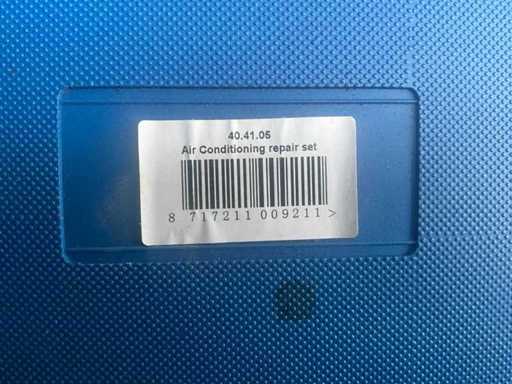 40.41.05
Air Conditioning repair set
8 717211 009211 >